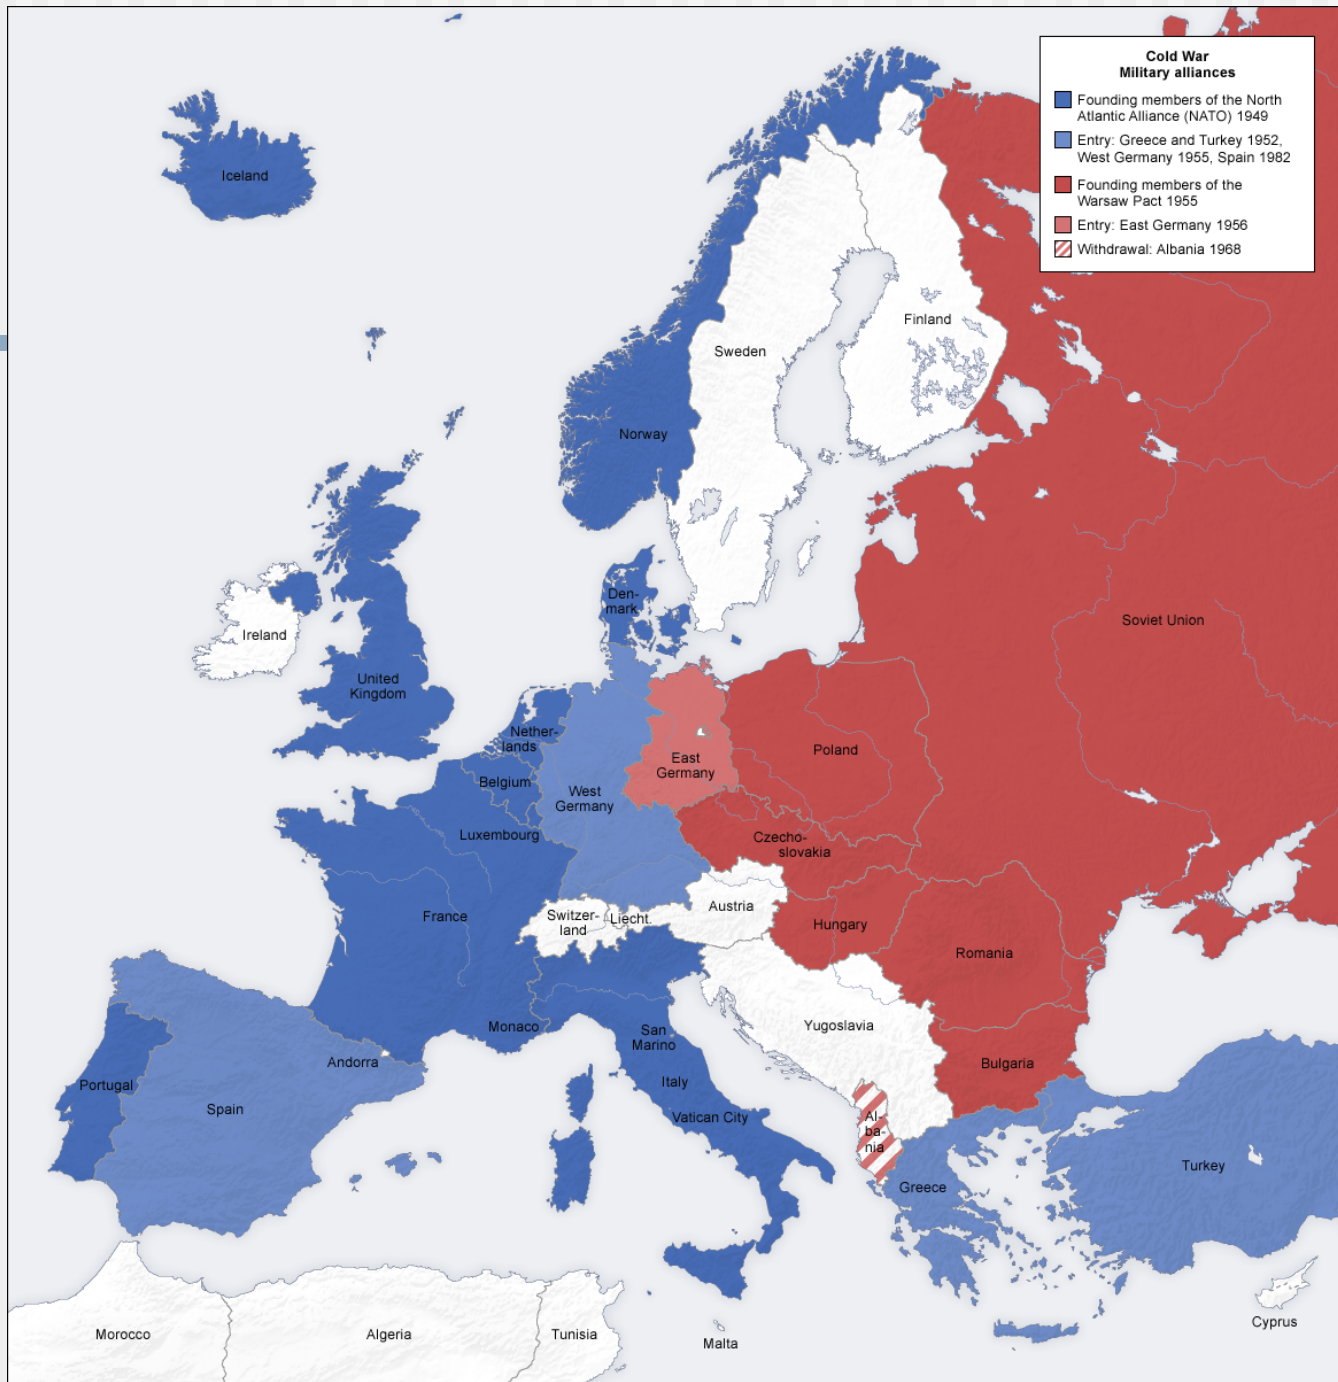 Cold War
Military alliances
Founding members of the North
Atlantic Alliance (NATO) 1949
Entry: Greece and Turkey 1952,
West Germany 1955, Spain 1982
Founding members of the
Warsaw Pact 1955
Entry: East Germany 1956
Withdrawal: Albania 1968
Iceland
Finland
Sweden
Norway
Den-
mark
Soviet Union
Ireland
United
Kingdom
Nether-
lands
Belgium
Luxembourg
West
Germany
East
Germany
Poland
Czecho-
slovakia
France
Switzer-
land
Liecht.
Austria
Hungary
Romania
Yugoslavia
Monaco
San
Marino
Andorra
Bulgaria
Portugal
Spain
Italy
Vatican City
Al-
ba-
nia
Greece
Turkey
Morocco
Algeria
Tunisia
Malta
Cyprus